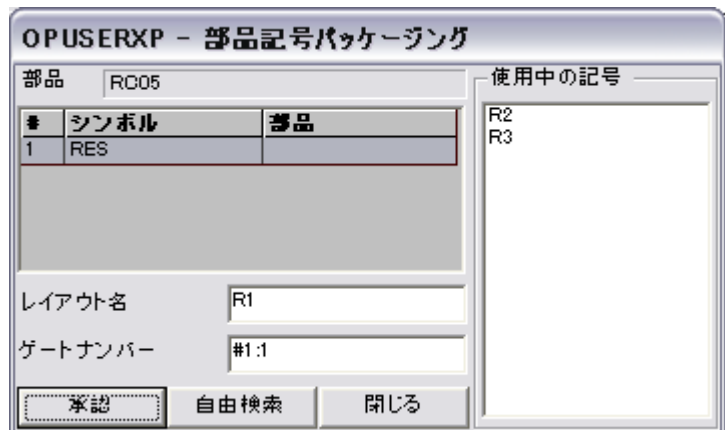 OPUSERXP - 部品記号パッケージング
部品 RC05
# シンボル 部品
1 RES
レイアウト名 R1
ゲートナンバー #1:1
承認 自由検索 閉じる
使用中の記号
R2
R3